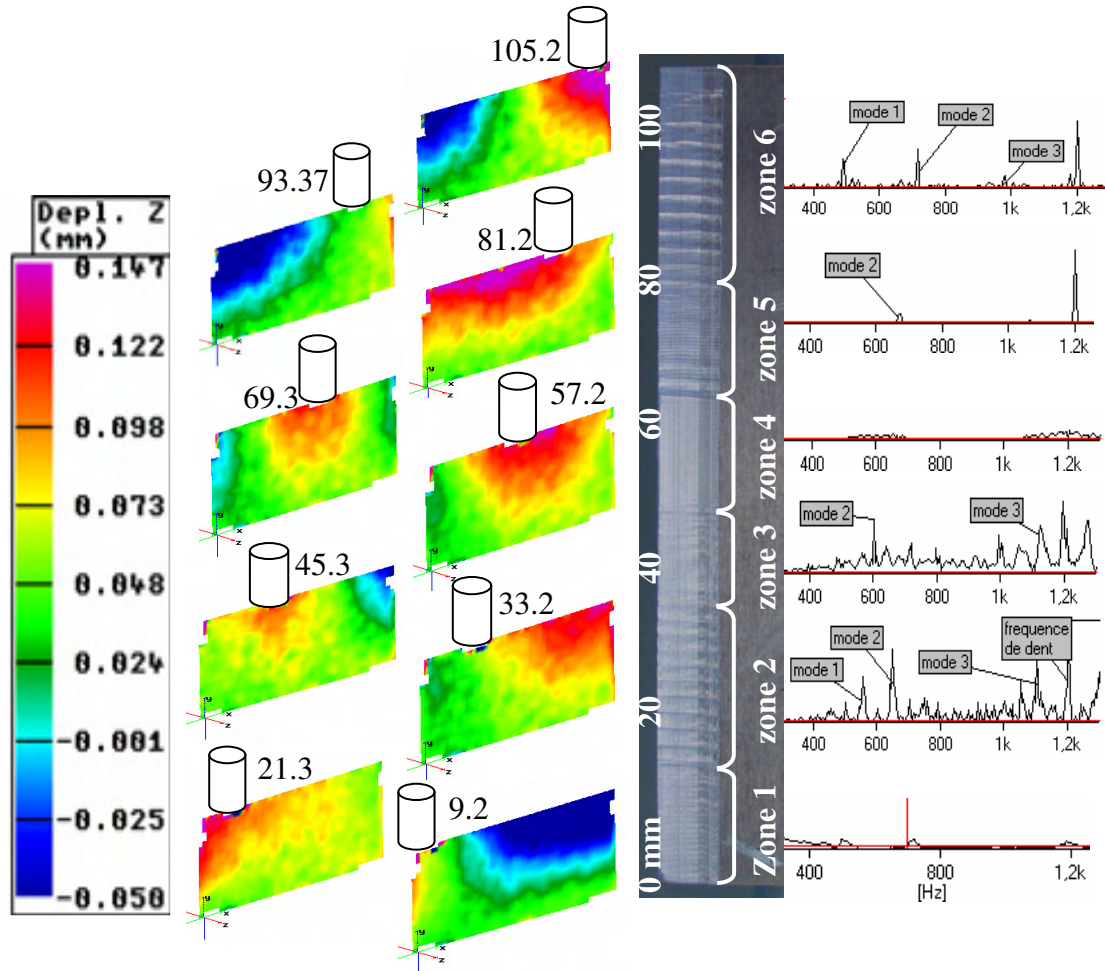 Depl. Z
(mm)
0.147
0.122
0.098
0.073
0.048
0.024
-0.001
-0.025
-0.050
105.2
93.37
81.2
69.3
57.2
45.3
33.2
21.3
9.2
y
x
z
y
x
z
y
x
z
y
x
z
y
x
z
y
x
z
y
x
z
y
x
z
y
x
z
100
80
60
40
20
0 mm
zone 6
zone 5
zone 4
zone 3
zone 2
Zone 1
mode 1
mode 2
mode 3
400
800
1k
1,2k
mode 2
400
600
800
1k
1.2k
400
600
800
1k
1,2k
mode 2
mode 3
400
600
800
1k
1,2k
mode 1
mode 2
mode 3
frequence
de dent
400
600
800
1k
1,2k
400
800
1k
1,2k
[Hz]